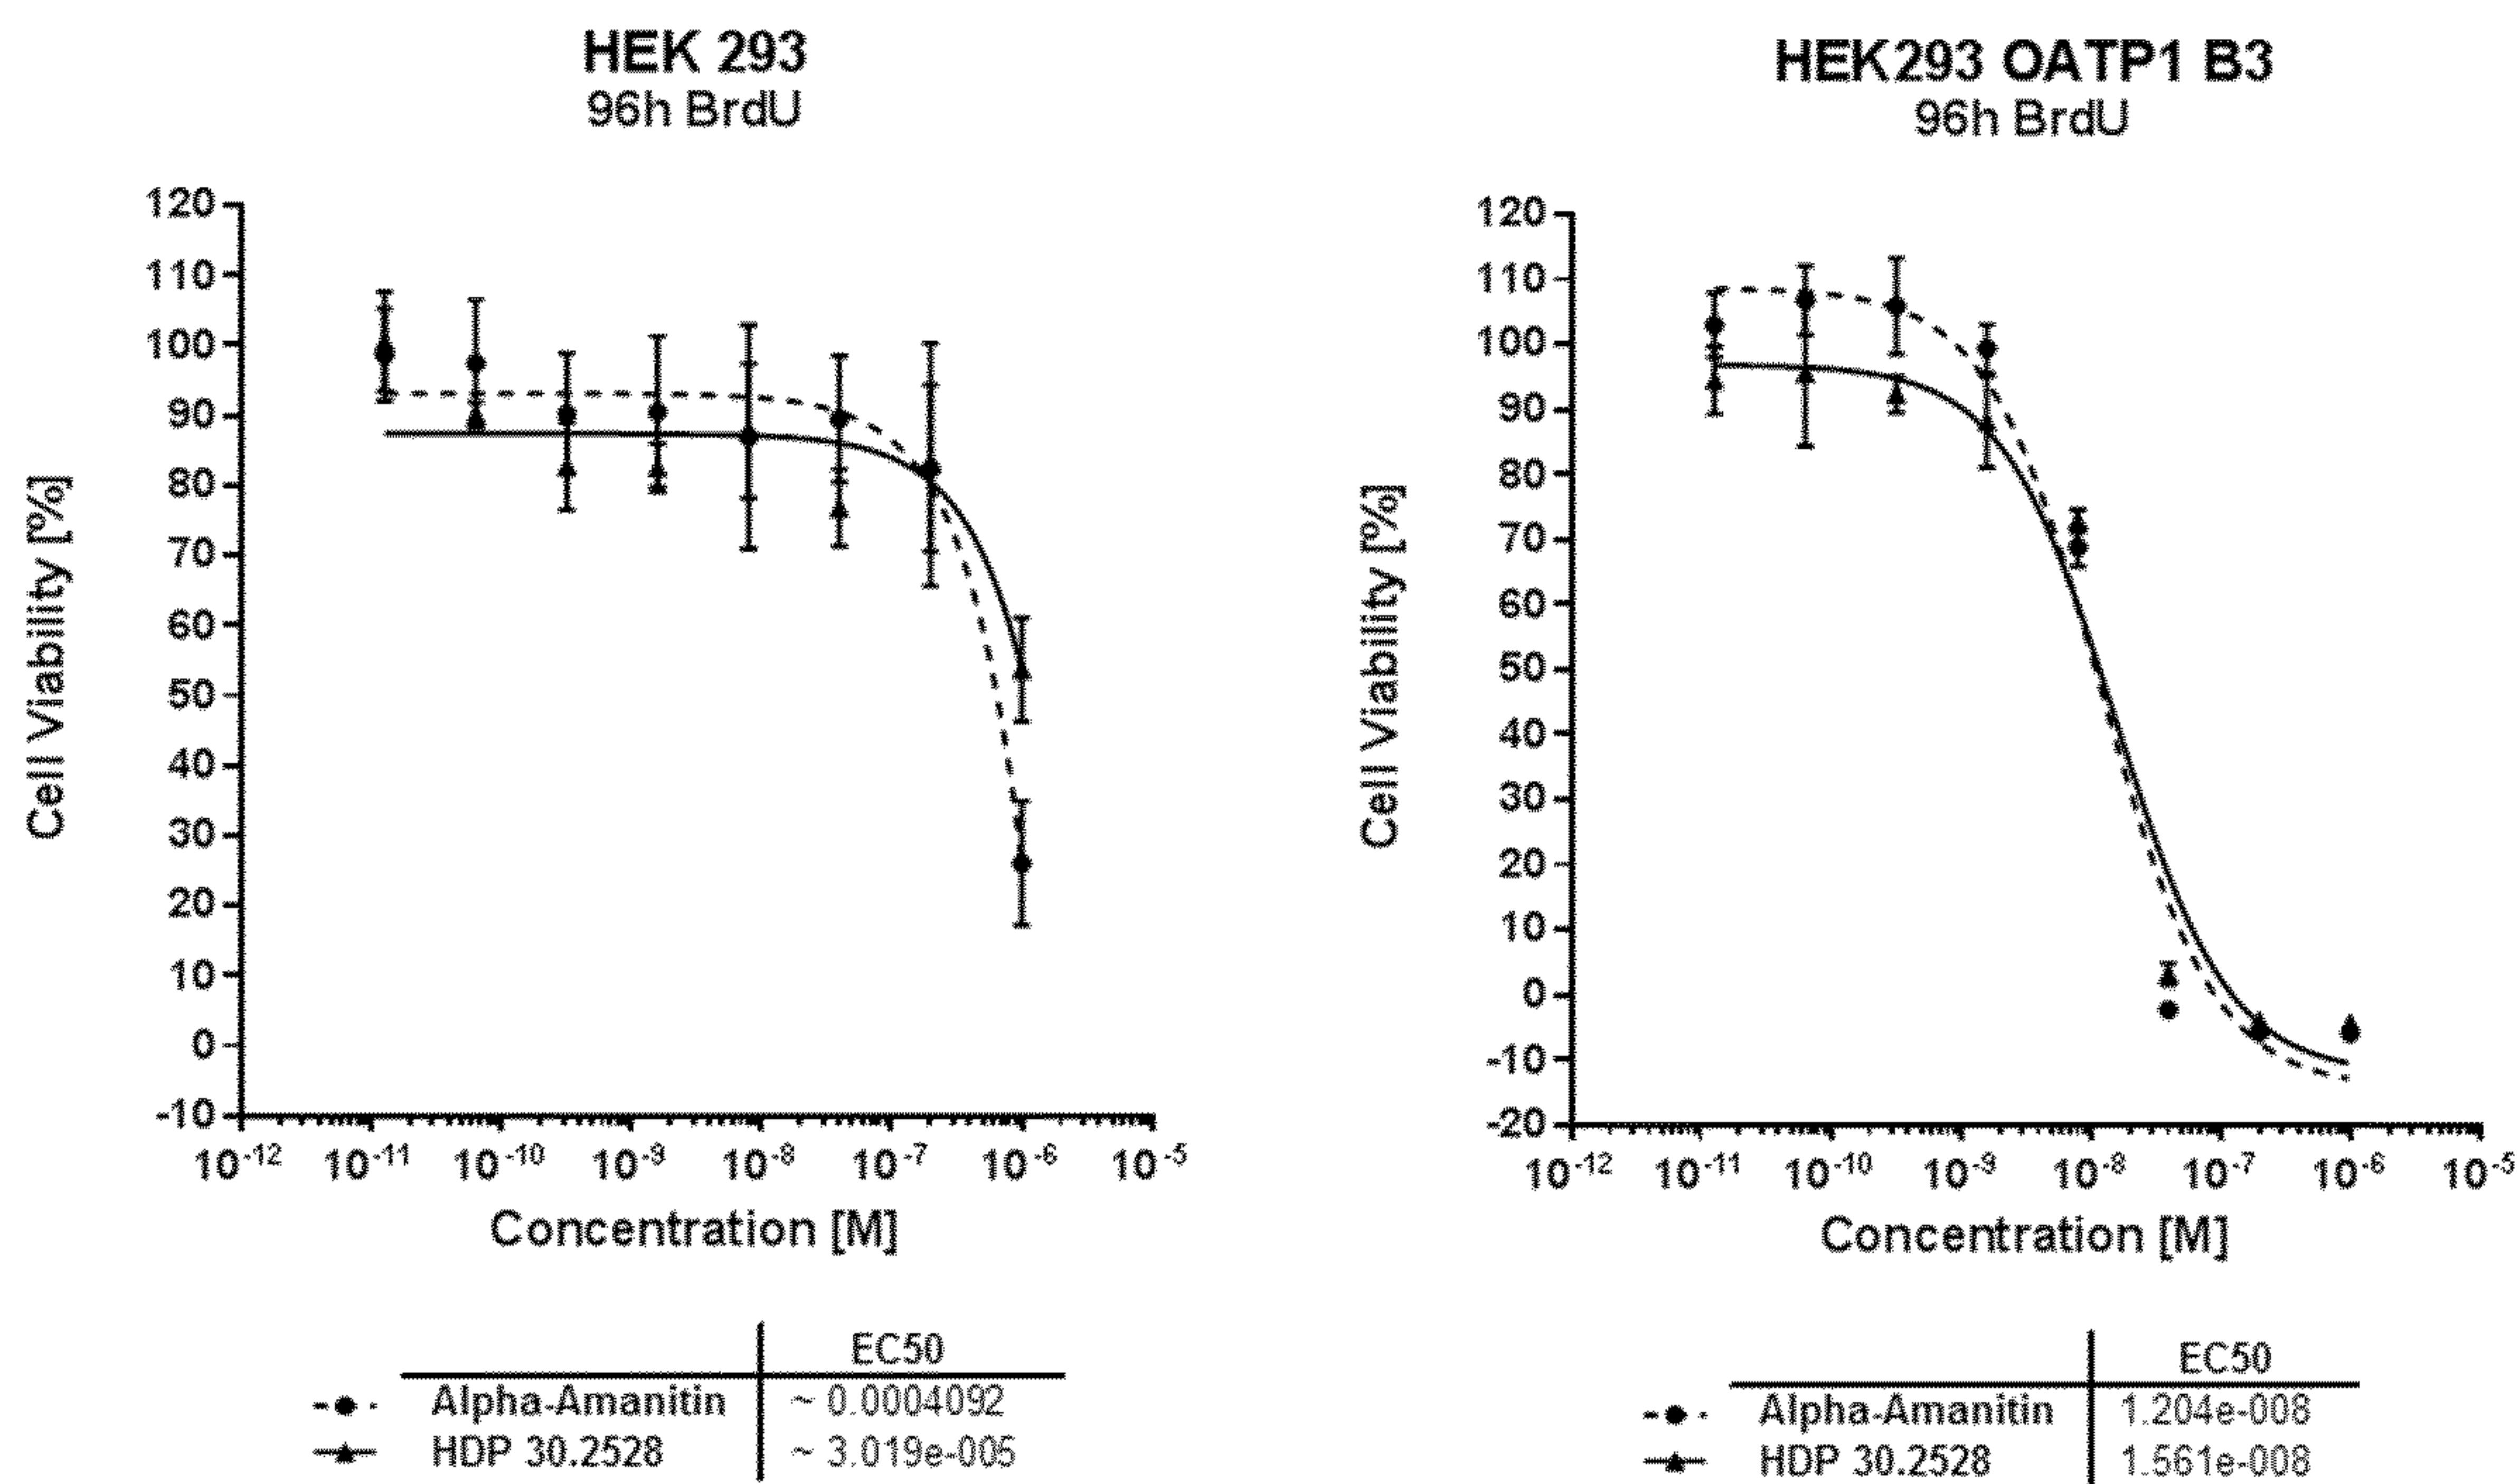 HEK 293
96h BrdU
120
110
100
90
80
70
60
50
40
30
20
10
0
-10
Cell Viability [%]
10^-12 10^-11 10^-10 10^-9 10^-8 10^-7 10^-6 10^-5
Concentration [M]
EC50
Alpha-Amanitin ~ 0.0004092
HDP 30.2528 ~ 3.019e-005
HEK293 OATP1 B3
96h BrdU
120
110
100
90
80
70
60
50
40
30
20
10
0
-10
-20
Cell Viability [%]
10^-12 10^-11 10^-10 10^-9 10^-8 10^-7 10^-6 10^-5
Concentration [M]
EC50
Alpha-Amanitin 1.204e-008
HDP 30.2528 1.561e-008